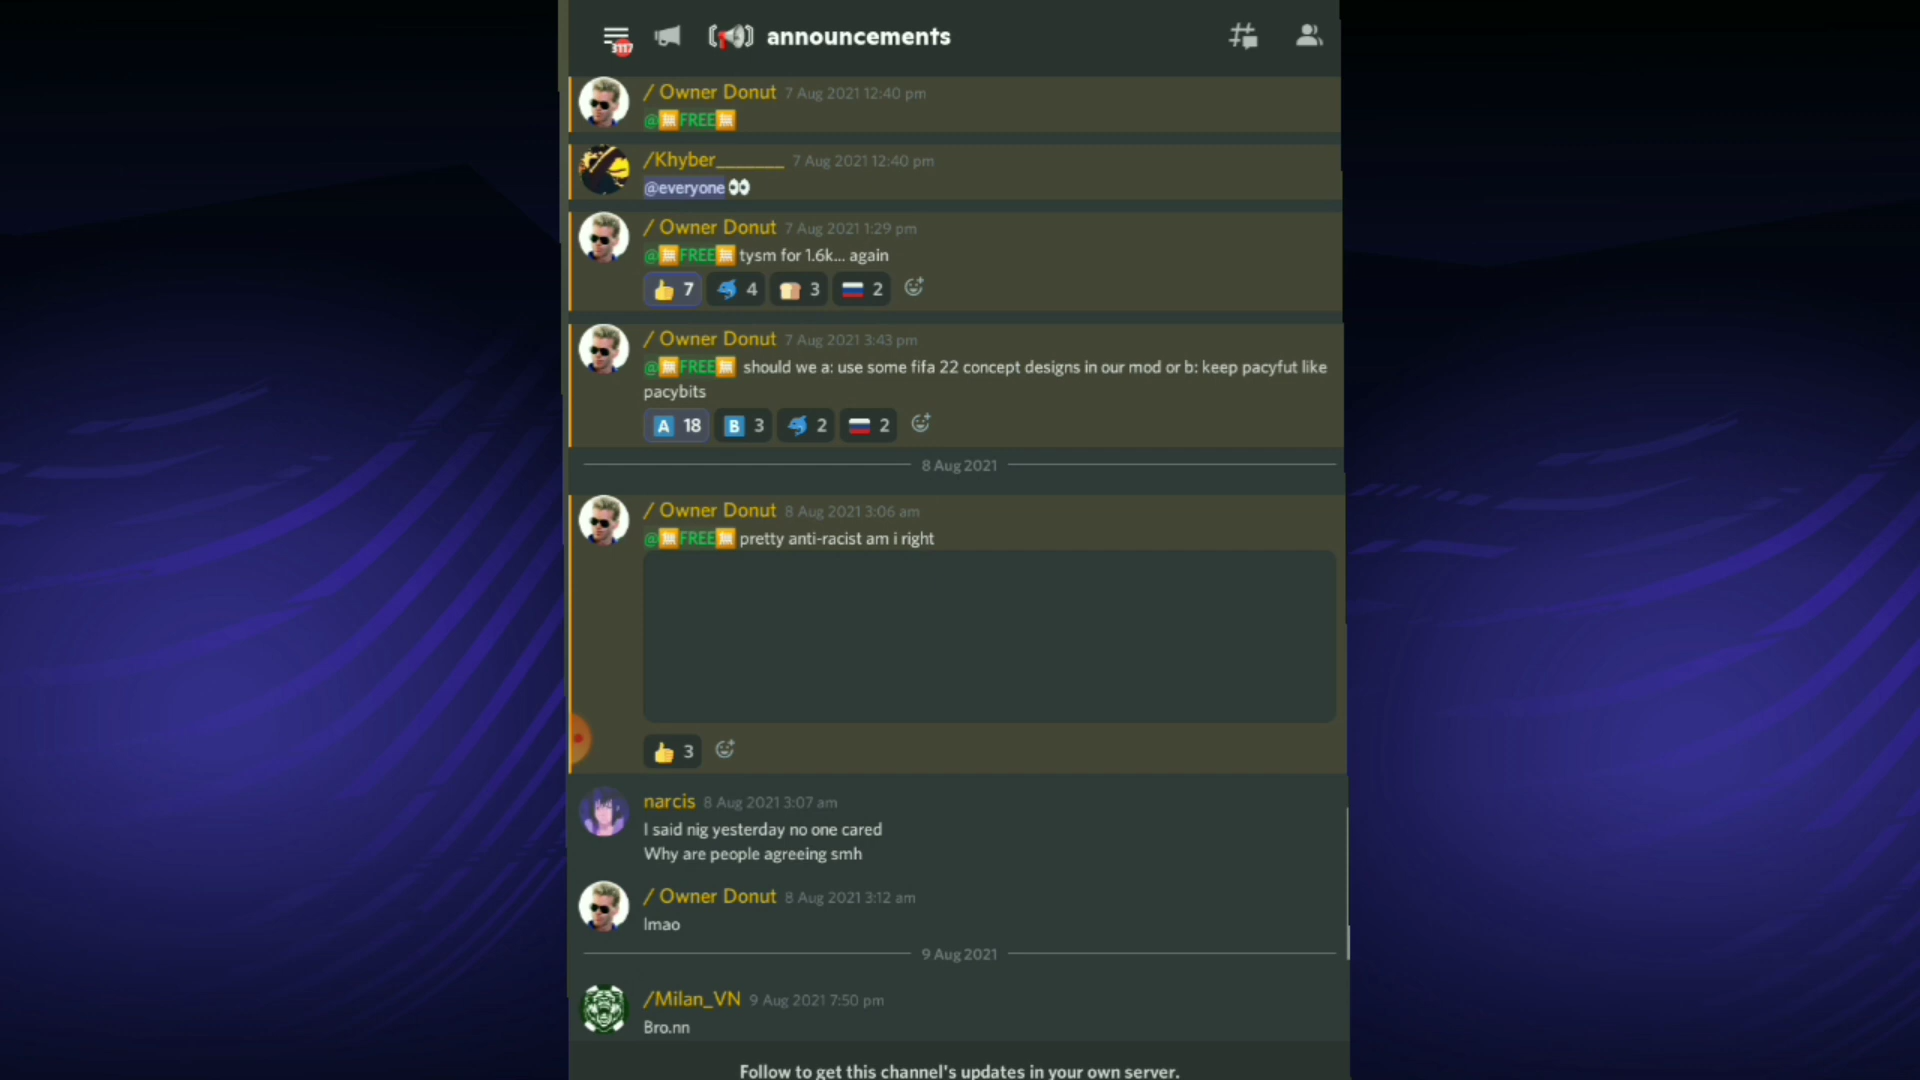 3117
announcements
/ Owner Donut 7 Aug 2021 12:40 pm
@FREE
/Khyber_______ 7 Aug 2021 12:40 pm
@everyone 👀
/ Owner Donut 7 Aug 2021 1:29 pm
@FREE tysm for 1.6k... again
👍 7 🐬 4 🍞 3 🇷🇺 2
/ Owner Donut 7 Aug 2021 3:43 pm
@FREE should we a: use some fifa 22 concept designs in our mod or b: keep pacyfut like
pacybits
A 18 B 3 🐬 2 🇷🇺 2
8 Aug 2021
/ Owner Donut 8 Aug 2021 3:06 am
@FREE pretty anti-racist am i right
👍 3
narcis 8 Aug 2021 3:07 am
I said nig yesterday no one cared
Why are people agreeing smh
/ Owner Donut 8 Aug 2021 3:12 am
lmao
9 Aug 2021
/Milan_VN 9 Aug 2021 7:50 pm
Bro.nn
Follow to get this channel's updates in your own server.